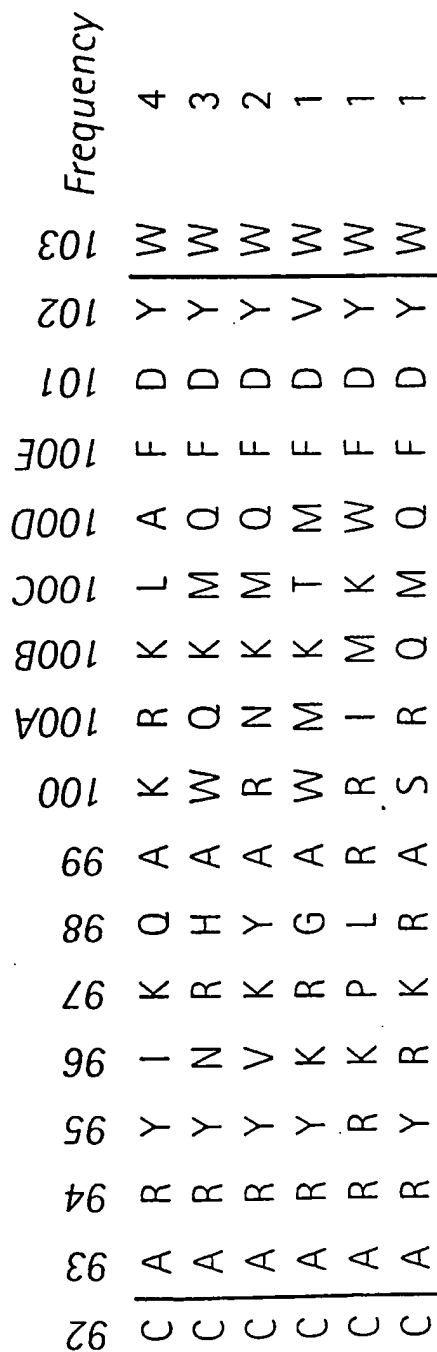 92 93 94 95 96 97 98 99 100 100A 100B 100C 100D 100E 101 102 103 Frequency
C A R Y I K Q A K R K L A F D Y W 4
C A R Y N R H A W Q K M Q F D Y W 3
C A R Y V K Y A R N K M Q F D Y W 2
C A R Y K R G A W M K T M F D V W 1
C A R R K P L R R I M K W F D Y W 1
C A R Y R K R A S R Q M Q F D Y W 1